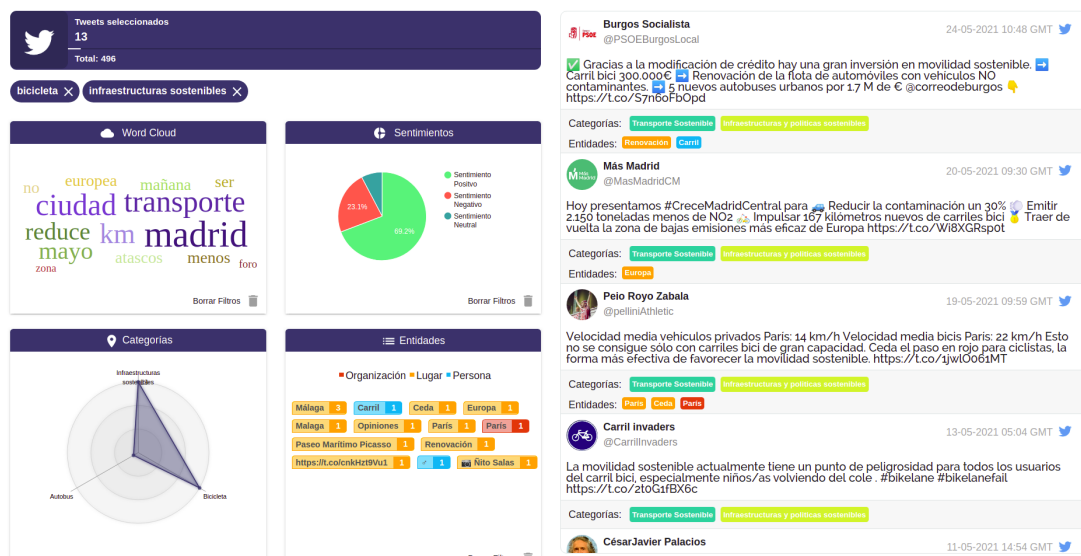 Tweets seleccionados
13
Total: 496
bicicleta
infraestructuras sostenibles
Word Cloud
no europea mañana ser
ciudad transporte
reduce km madrid
mayo atascos menos
zona foro
Borrar Filtros
Sentimientos
23.1%
69.2%
Sentimiento
Positvo
Sentimiento
Negativo
Sentimiento
Neutral
Borrar Filtros
Categorías
Infraestructuras
sostenibles
Autobus
Bicicleta
Entidades
Organización Lugar Persona
Málaga 3 Carril 1 Ceda 1 Europa 1
Malaga 1 Opiniones 1 París 1 París 1
Paseo Marítimo Picasso 1 Renovación 1
https://t.co/cnkHzt9Vu1 1 ♂ 1 📷 Ñito Salas 1
Burgos Socialista
@PSOEBurgosLocal
24-05-2021 10:48 GMT
PSOE
✅ Gracias a la modificación de crédito hay una gran inversión en movilidad sostenible. ➡️
Carril bici 300.000€ ➡️ Renovación de la flota de automóviles con vehículos NO
contaminantes. ➡️ 5 nuevos autobuses urbanos por 1.7 M de € @correodeburgos 👇
https://t.co/S7n6oFbOpd
Categorías: Transporte Sostenible Infraestructuras y políticas sostenibles
Entidades: Renovación Carril
Más Madrid
@MasMadridCM
20-05-2021 09:30 GMT
Hoy presentamos #CreceMadridCentral para 🚙 Reducir la contaminación un 30% 💨 Emitir
2.150 toneladas menos de NO2 🚴 Impulsar 167 kilómetros nuevos de carriles bici 🥇 Traer de
vuelta la zona de bajas emisiones más eficaz de Europa https://t.co/Wi8XGRsp0t
Categorías: Transporte Sostenible Infraestructuras y políticas sostenibles
Entidades: Europa
Peio Royo Zabala
@pelliniAthletic
19-05-2021 09:59 GMT
Velocidad media vehículos privados París: 14 km/h Velocidad media bicis París: 22 km/h Esto
no se consigue sólo con carriles bici de gran capacidad. Ceda el paso en rojo para ciclistas, la
forma más efectiva de favorecer la movilidad sostenible. https://t.co/1jwlO061MT
Categorías: Transporte Sostenible Infraestructuras y políticas sostenibles
Entidades: París Ceda París
Carril invaders
@CarrilInvaders
13-05-2021 05:04 GMT
La movilidad sostenible actualmente tiene un punto de peligrosidad para todos los usuarios
del carril bici, especialmente niños/as volviendo del cole . #bikelane #bikelanefail
https://t.co/2t0G1fBX6c
Categorías: Transporte Sostenible Infraestructuras y políticas sostenibles
CésarJavier Palacios
11-05-2021 14:54 GMT